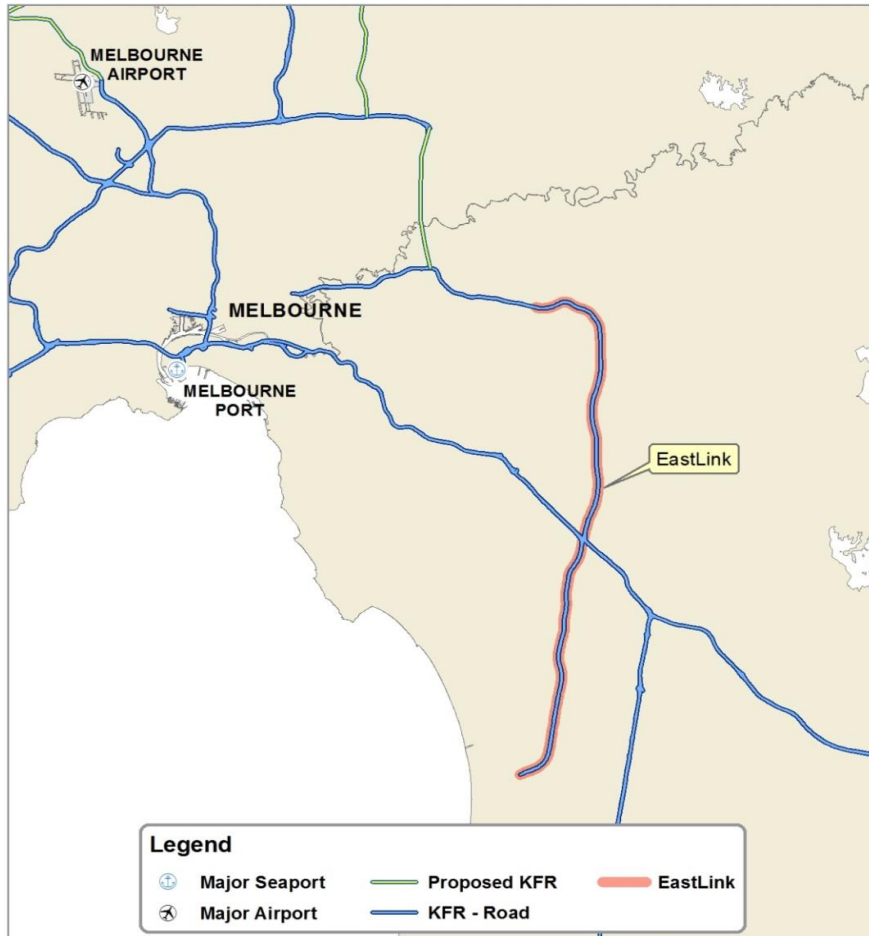 MELBOURNE
AIRPORT
MELBOURNE
MELBOURNE
PORT
EastLink
Legend
Major Seaport
Proposed KFR
EastLink
Major Airport
KFR - Road